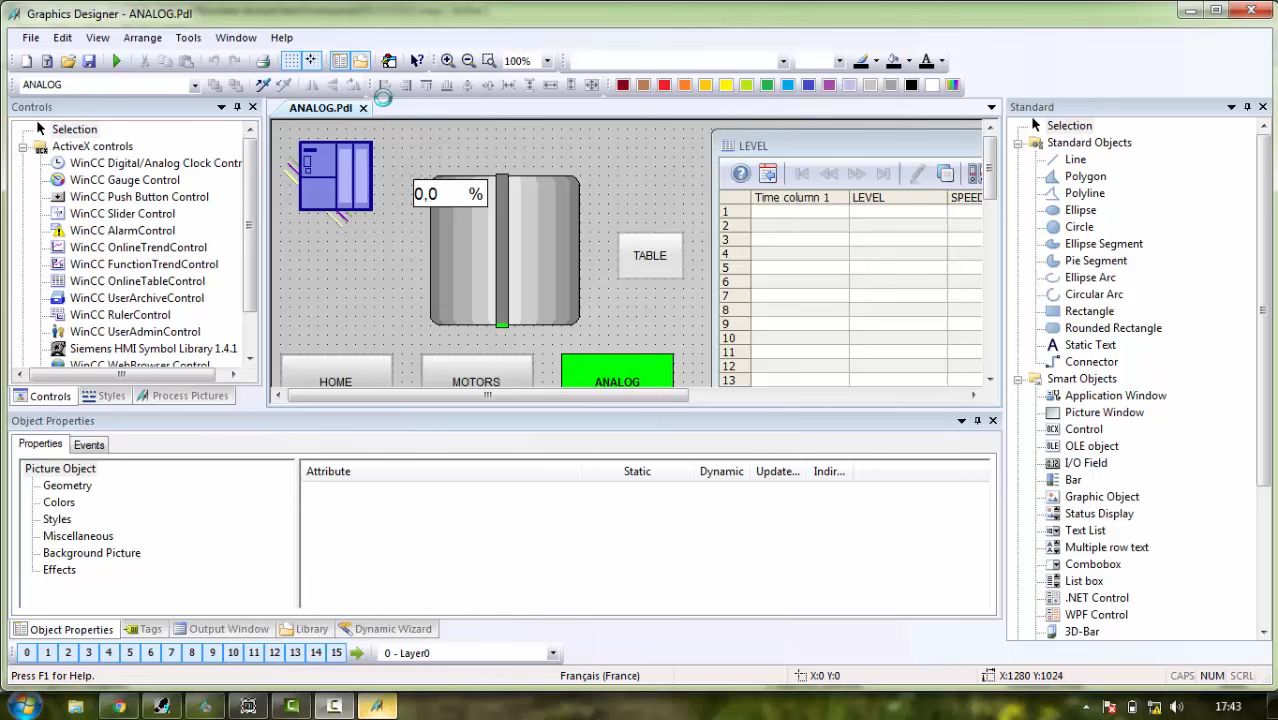 Graphics Designer - ANALOG.Pdl
File Edit View Arrange Tools Window Help
100%
ANALOG
Controls
Selection
ActiveX controls
WinCC Digital/Analog Clock Contr
WinCC Gauge Control
WinCC Push Button Control
WinCC Slider Control
WinCC AlarmControl
WinCC OnlineTrendControl
WinCC FunctionTrendControl
WinCC OnlineTableControl
WinCC UserArchiveControl
WinCC RulerControl
WinCC UserAdminControl
Siemens HMI Symbol Library 1.4.1
WinCC WebBrowser Control
Controls Styles Process Pictures
ANALOG.Pdl
0,0 %
TABLE
HOME MOTORS ANALOG
LEVEL
Time column 1 LEVEL SPEED
1
2
3
4
5
6
7
8
9
10
11
12
13
Standard
Selection
Standard Objects
Line
Polygon
Polyline
Ellipse
Circle
Ellipse Segment
Pie Segment
Ellipse Arc
Circular Arc
Rectangle
Rounded Rectangle
Static Text
Connector
Smart Objects
Application Window
Picture Window
Control
OLE object
I/O Field
Bar
Graphic Object
Status Display
Text List
Multiple row text
Combobox
List box
.NET Control
WPF Control
3D-Bar
Object Properties
Properties Events
Picture Object
Geometry
Colors
Styles
Miscellaneous
Background Picture
Effects
Attribute Static Dynamic Update... Indir...
Object Properties Tags Output Window Library Dynamic Wizard
0 1 2 3 4 5 6 7 8 9 10 11 12 13 14 15 0 - Layer0
Press F1 for Help. Français (France) X:0 Y:0 X:1280 Y:1024 CAPS NUM SCRL
17:43